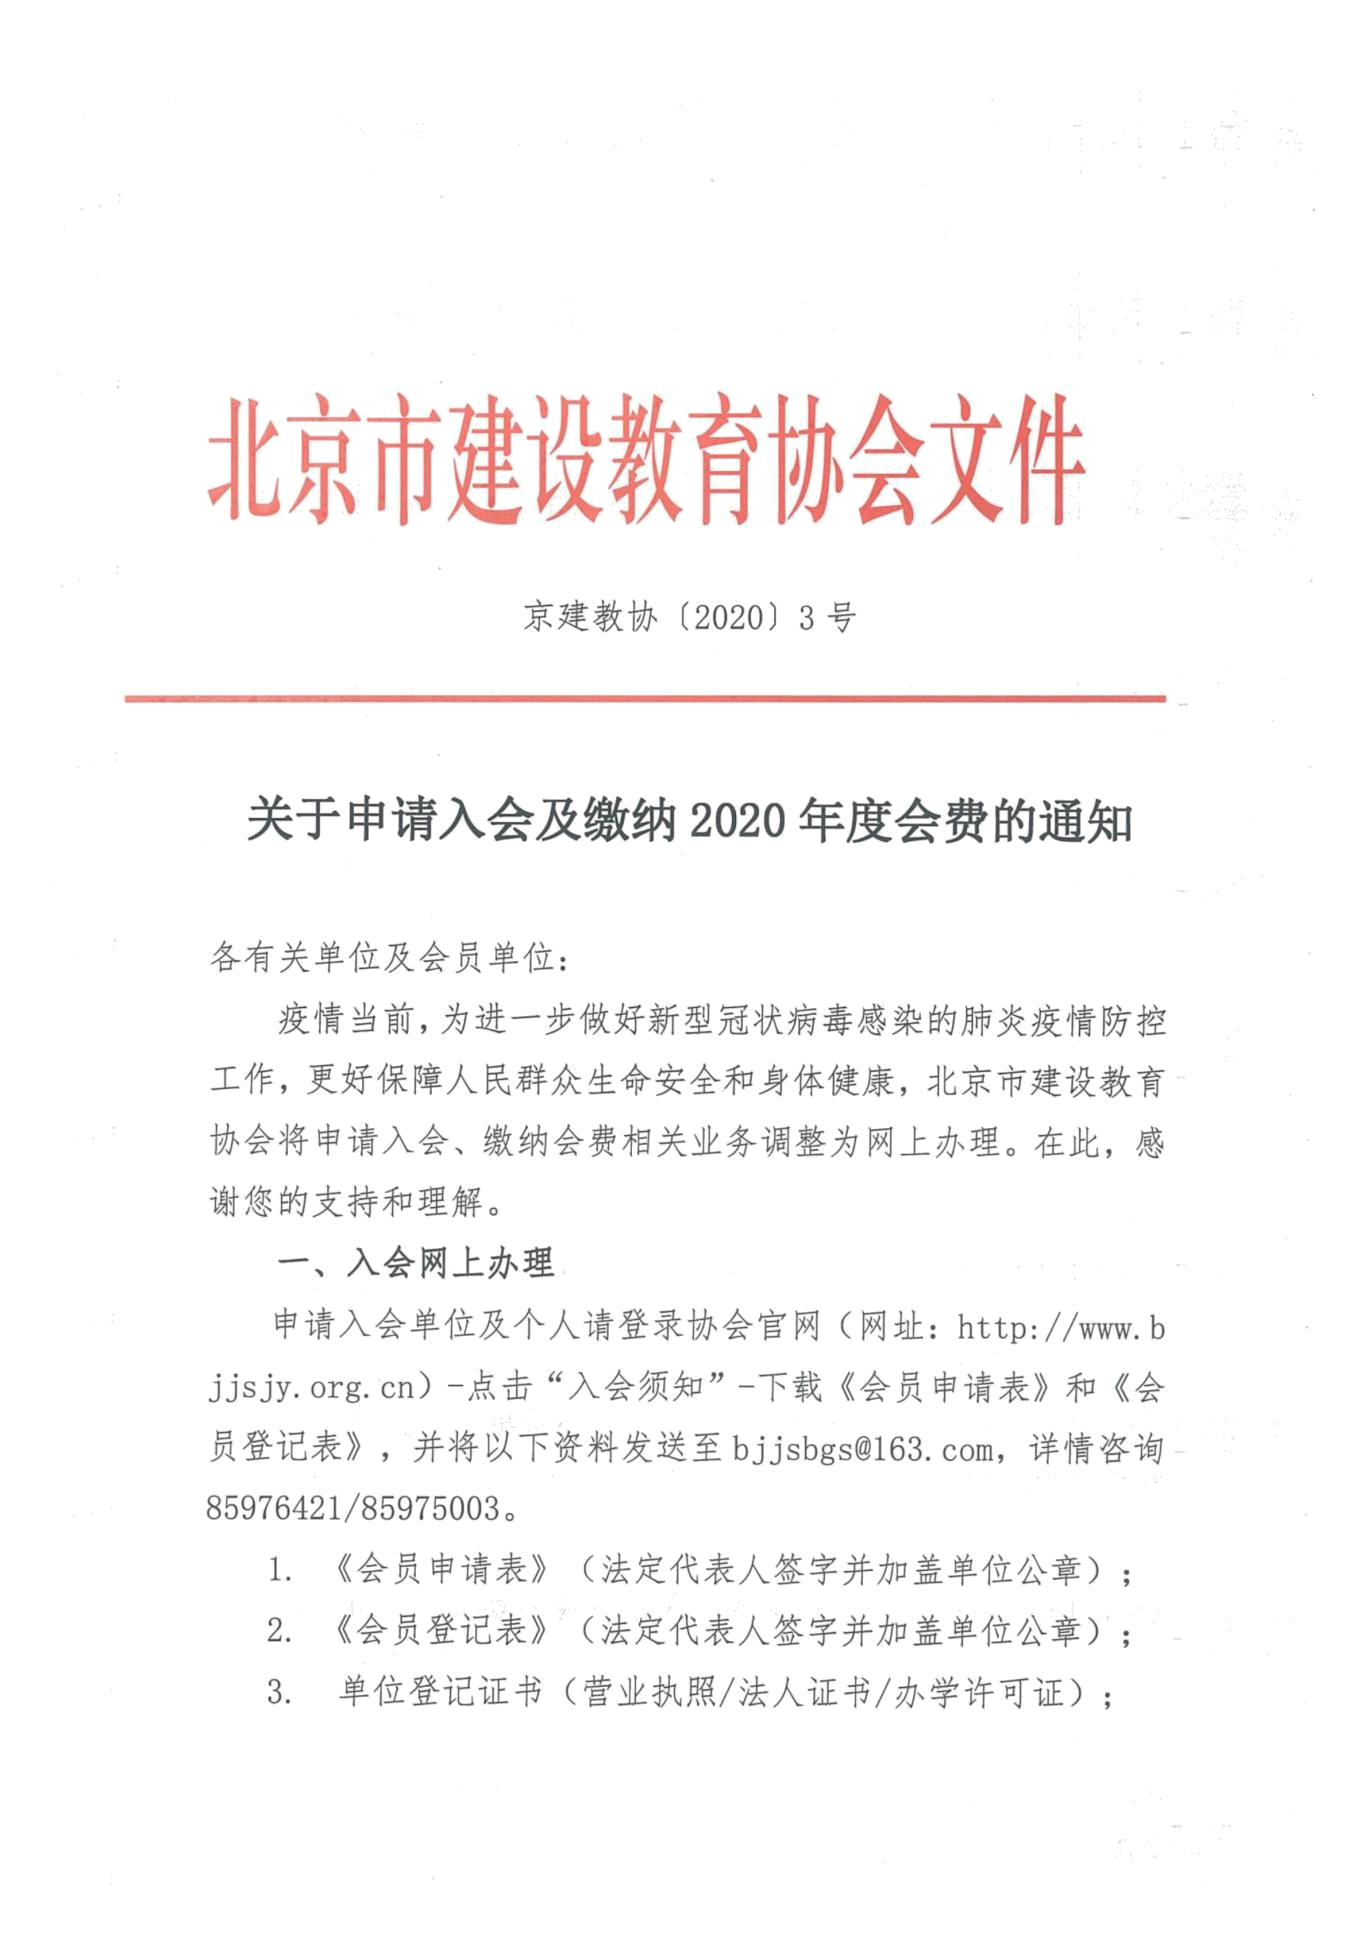 北京市建设教育协会文件
京建教协〔2020〕3号
关于申请入会及缴纳2020年度会费的通知
各有关单位及会员单位：
疫情当前，为进一步做好新型冠状病毒感染的肺炎疫情防控
工作，更好保障人民群众生命安全和身体健康，北京市建设教育
协会将申请入会、缴纳会费相关业务调整为网上办理。在此，感
谢您的支持和理解。
一、入会网上办理
申请入会单位及个人请登录协会官网（网址：http://www.b
jjsjy.org.cn）-点击“入会须知”-下载《会员申请表》和《会
员登记表》，并将以下资料发送至bjjsbgs@163.com，详情咨询
85976421/85975003。
1. 《会员申请表》（法定代表人签字并加盖单位公章）；
2. 《会员登记表》（法定代表人签字并加盖单位公章）；
3. 单位登记证书（营业执照/法人证书/办学许可证）；